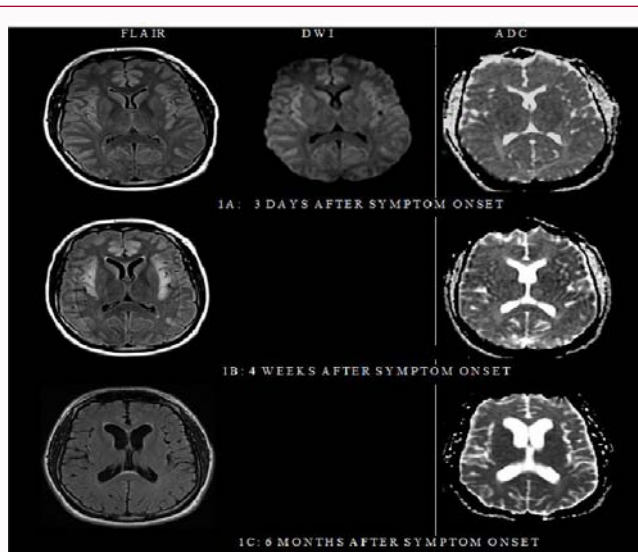 FLAIR DWI ADC
1A: 3 DAYS AFTER SYMPTOM ONSET
1B: 4 WEEKS AFTER SYMPTOM ONSET
1C: 6 MONTHS AFTER SYMPTOM ONSET